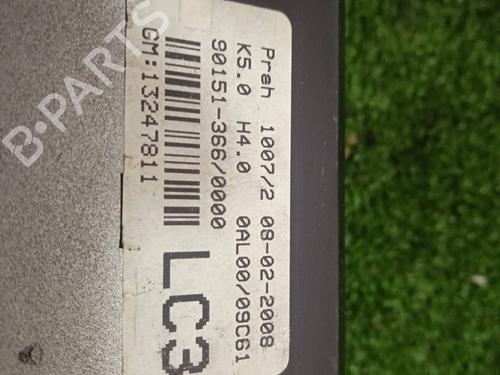 Preh 1007/2 08-02-2008
K5.0 H4.0 0AL00/09C61
90151-366/0000
GM:13247811
LC3
B-PARTS